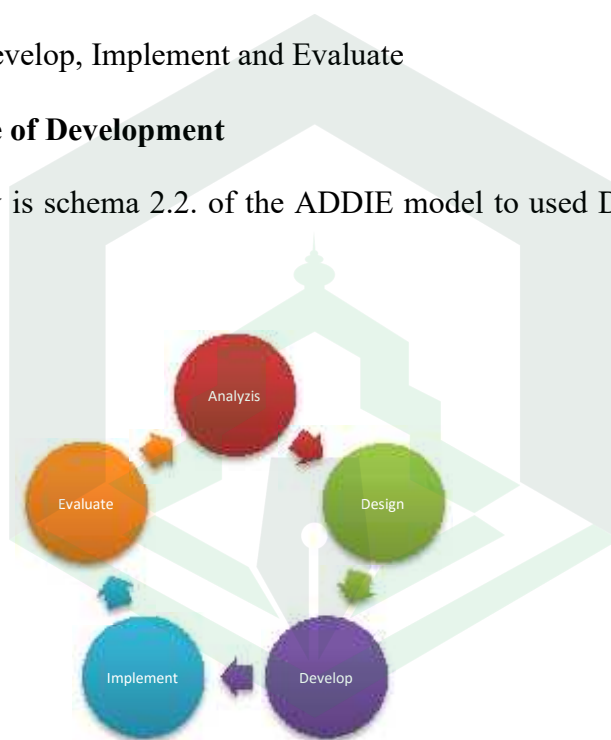 evelop, Implement and Evaluate
e of Development
is schema 2.2. of the ADDIE model to used D
Analyzis
Evaluate
Design
Implement
Develop